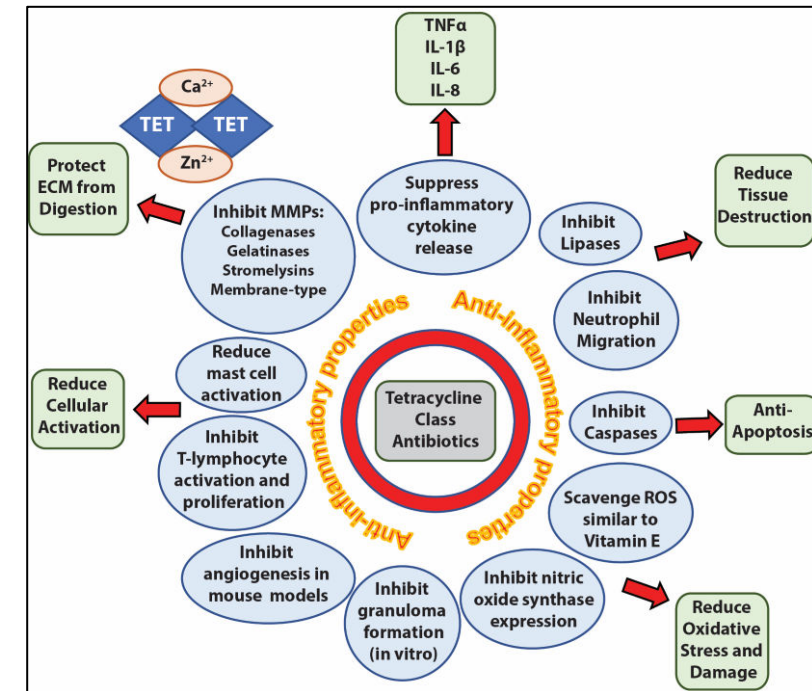 TNFα
IL-1β
IL-6
IL-8
Ca²⁺
TET
TET
Zn²⁺
Protect
ECM from
Digestion
Inhibit MMPs:
Collagenases
Gelatinases
Stromelysins
Membrane-type
Suppress
pro-inflammatory
cytokine
release
Inhibit
Lipases
Reduce
Tissue
Destruction
Inhibit
Neutrophil
Migration
Anti-inflammatory properties
Anti-inflammatory properties
Reduce
mast cell
activation
Reduce
Cellular
Activation
Tetracycline
Class
Antibiotics
Inhibit
Caspases
Anti-
Apoptosis
Inhibit
T-lymphocyte
activation and
proliferation
Scavenge ROS
similar to
Vitamin E
Inhibit
angiogenesis in
mouse models
Inhibit
granuloma
formation
(in vitro)
Inhibit nitric
oxide synthase
expression
Reduce
Oxidative
Stress and
Damage